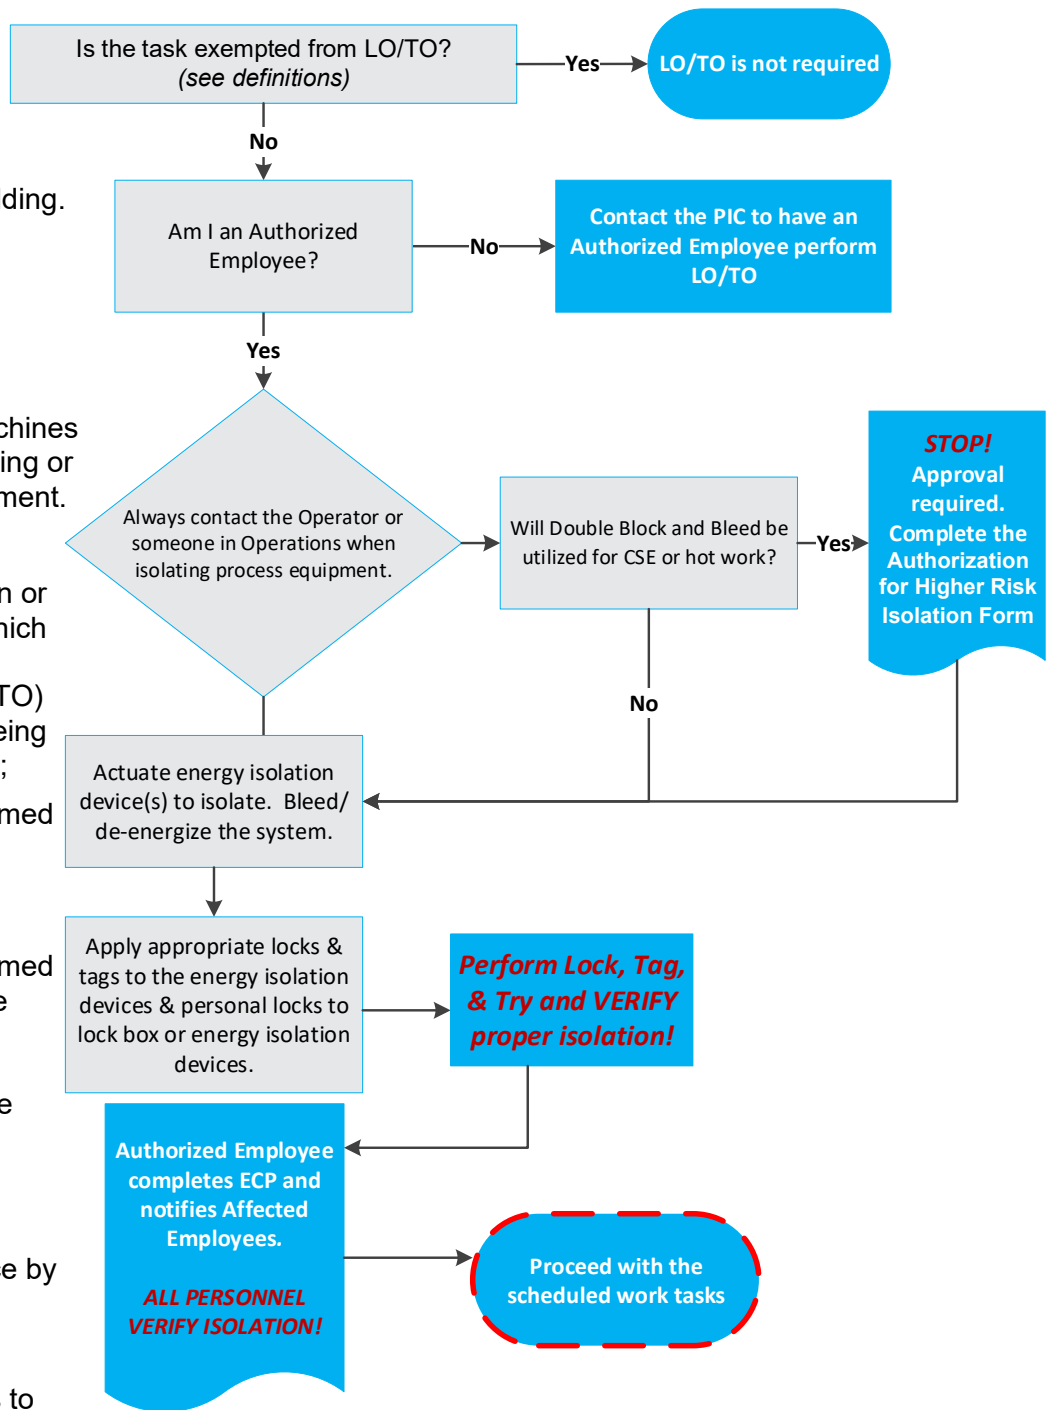 Is the task exempted from LO/TO?
(see definitions)
Yes
LO/TO is not required
No
Am I an Authorized
Employee?
No
Contact the PIC to have an
Authorized Employee perform
LO/TO
Yes
Always contact the Operator or
someone in Operations when
isolating process equipment.
Will Double Block and Bleed be
utilized for CSE or hot work?
Yes
STOP!
Approval
required.
Complete the
Authorization
for Higher Risk
Isolation Form
No
Actuate energy isolation
device(s) to isolate. Bleed/
de-energize the system.
Apply appropriate locks &
tags to the energy isolation
devices & personal locks to
lock box or energy isolation
devices.
Perform Lock, Tag,
& Try and VERIFY
proper isolation!
Authorized Employee
completes ECP and
notifies Affected
Employees.
ALL PERSONNEL
VERIFY ISOLATION!
Proceed with the
scheduled work tasks
lding.
chines
ing or
ment.
n or
hich
TO)
eing
;
med
med
e
e
ce by
to